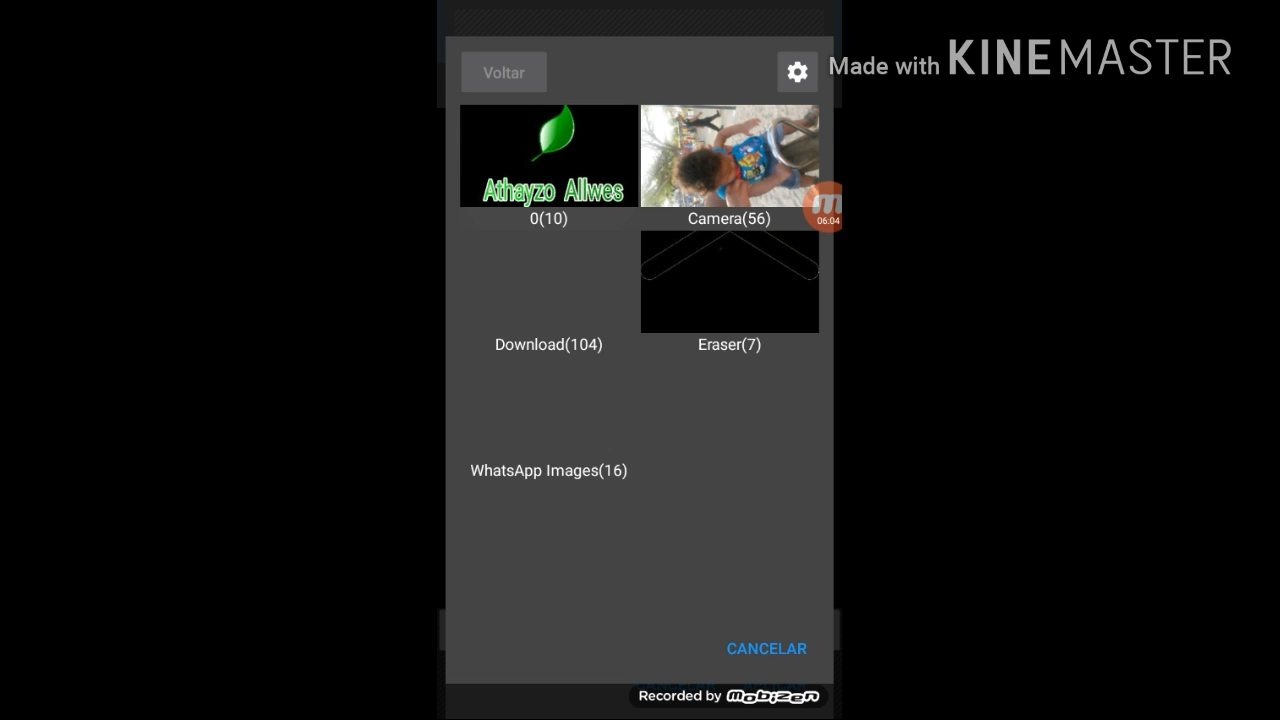 Made with KINEMASTER
Voltar
Athayzo Allwes
0(10)
Camera(56)
06:04
Download(104)
Eraser(7)
WhatsApp Images(16)
CANCELAR
Recorded by mobizen